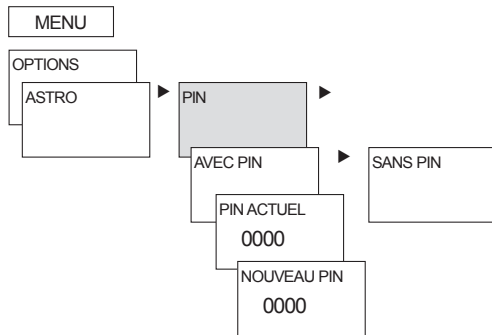 MENU
OPTIONS
ASTRO
PIN
AVEC PIN
SANS PIN
PIN ACTUEL
0000
NOUVEAU PIN
0000